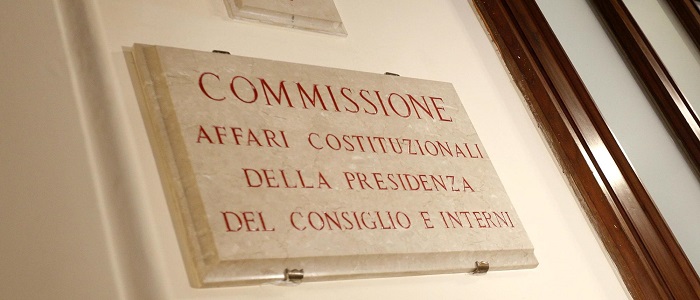 COMMISSIONE
AFFARI COSTITUZIONALI
DELLA PRESIDENZA
DEL CONSIGLIO E INTERNI